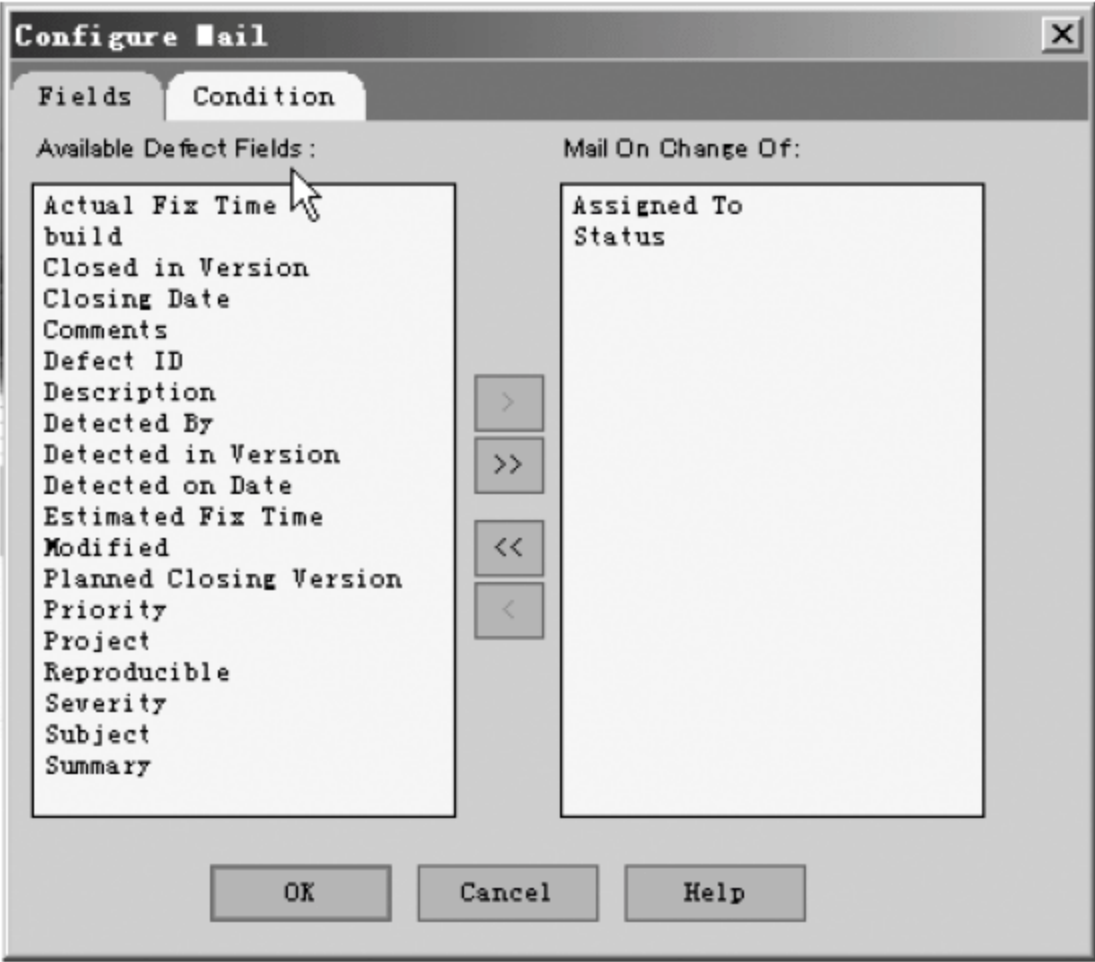 Configure Mail
Fields
Condition
Available Defect Fields :
Mail On Change Of:
Actual Fix Time
build
Closed in Version
Closing Date
Comments
Defect ID
Description
Detected By
Detected in Version
Detected on Date
Estimated Fix Time
Modified
Planned Closing Version
Priority
Project
Reproducible
Severity
Subject
Summary
>
>>
<<
<
Assigned To
Status
OK
Cancel
Help